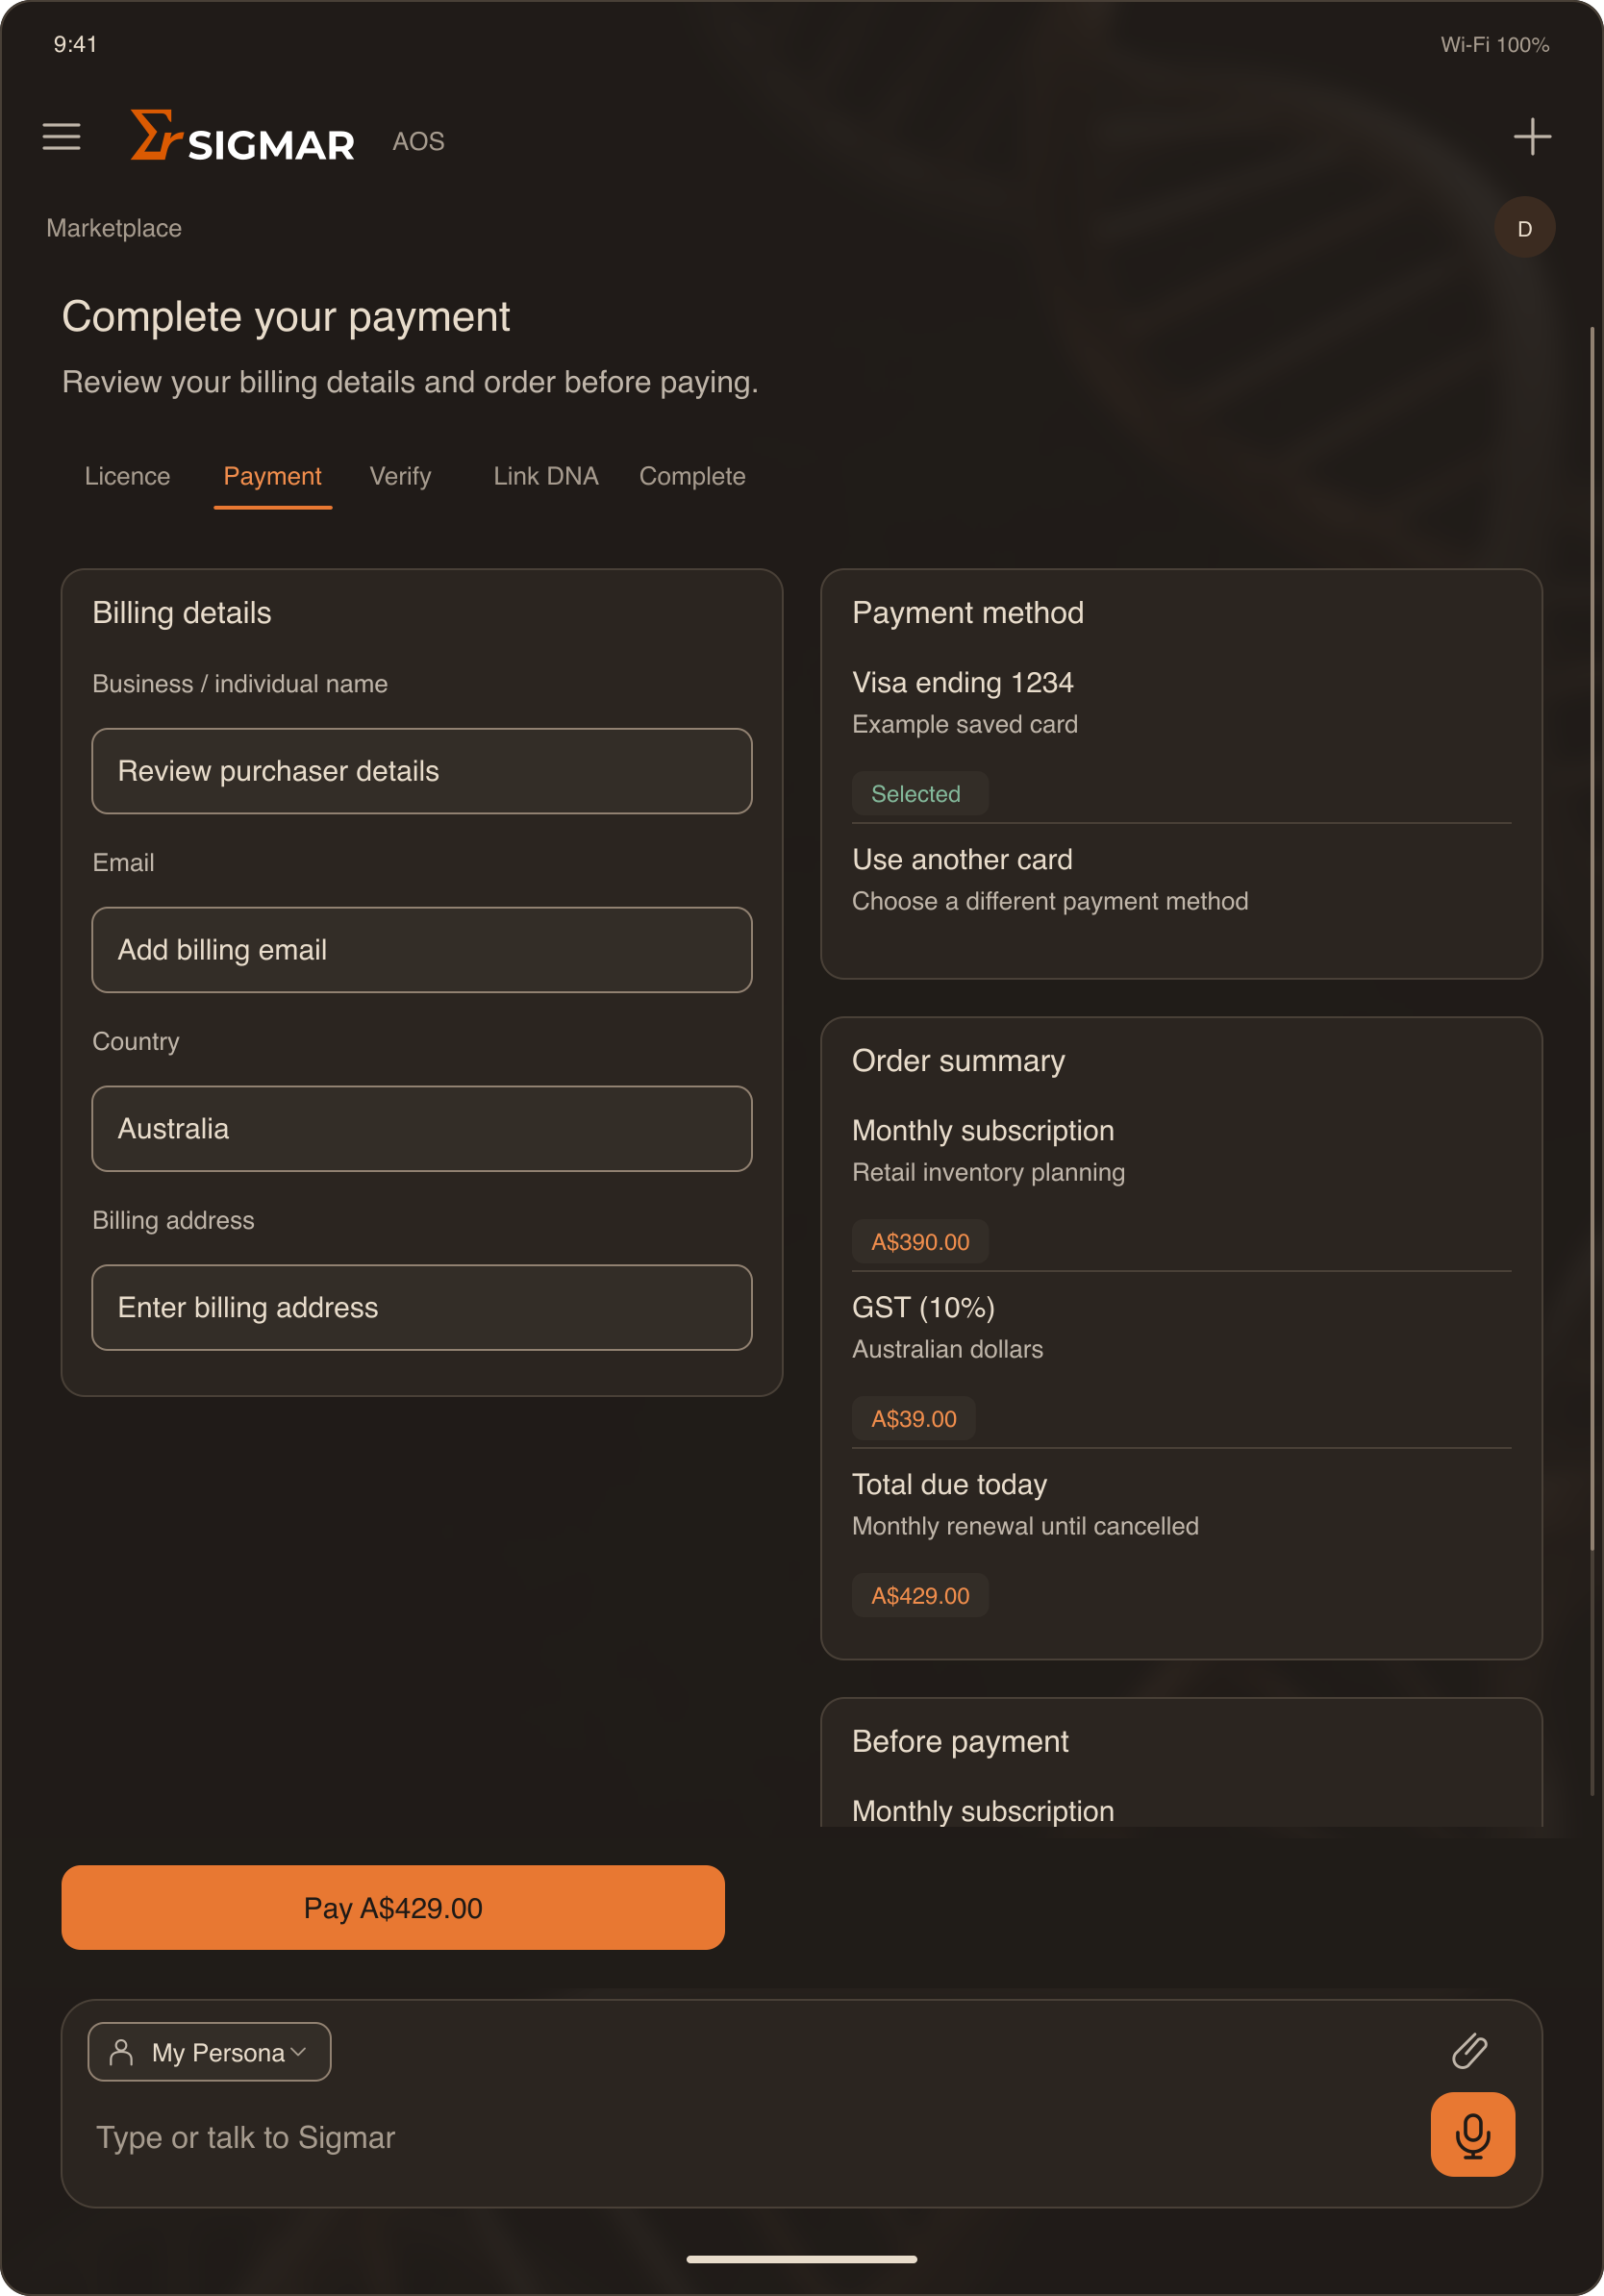 9:41
Wi-Fi 100%
Σr SIGMAR AOS
Marketplace
D
Complete your payment
Review your billing details and order before paying.
Licence Payment Verify Link DNA Complete
Billing details
Business / individual name
Review purchaser details
Email
Add billing email
Country
Australia
Billing address
Enter billing address
Payment method
Visa ending 1234
Example saved card
Selected
Use another card
Choose a different payment method
Order summary
Monthly subscription
Retail inventory planning
A$390.00
GST (10%)
Australian dollars
A$39.00
Total due today
Monthly renewal until cancelled
A$429.00
Before payment
Monthly subscription
Pay A$429.00
My Persona
Type or talk to Sigmar